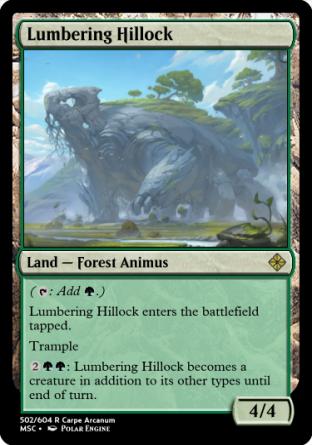 Lumbering Hillock
Land — Forest Animus
(T: Add G.)
Lumbering Hillock enters the battlefield
tapped.
Trample
2GG: Lumbering Hillock becomes a
creature in addition to its other types until
end of turn.
4/4
502/604 R Carpe Arcanum
MSC • Polar Engine